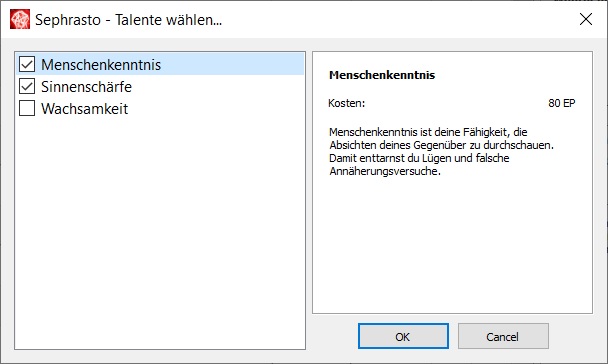 Sephrasto - Talente wählen...
Menschenkenntnis
Sinnenschärfe
Wachsamkeit
Menschenkenntnis
Kosten: 80 EP
Menschenkenntnis ist deine Fähigkeit, die
Absichten deines Gegenüber zu durchschauen.
Damit enttarnst du Lügen und falsche
Annäherungsversuche.
OK
Cancel